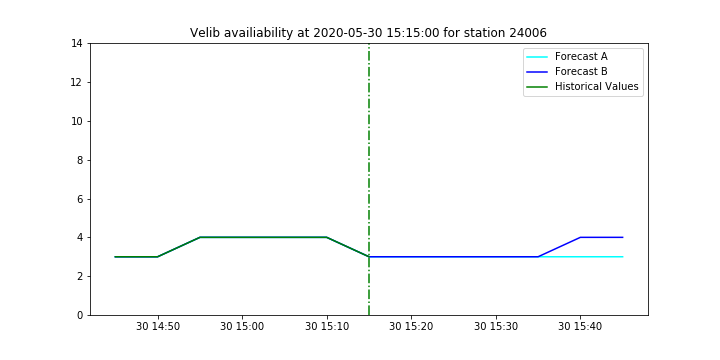 Velib availiability at 2020-05-30 15:15:00 for station 24006
14
12
10
8
6
4
2
0
Forecast A
Forecast B
Historical Values
30 14:50 30 15:00 30 15:10 30 15:20 30 15:30 30 15:40